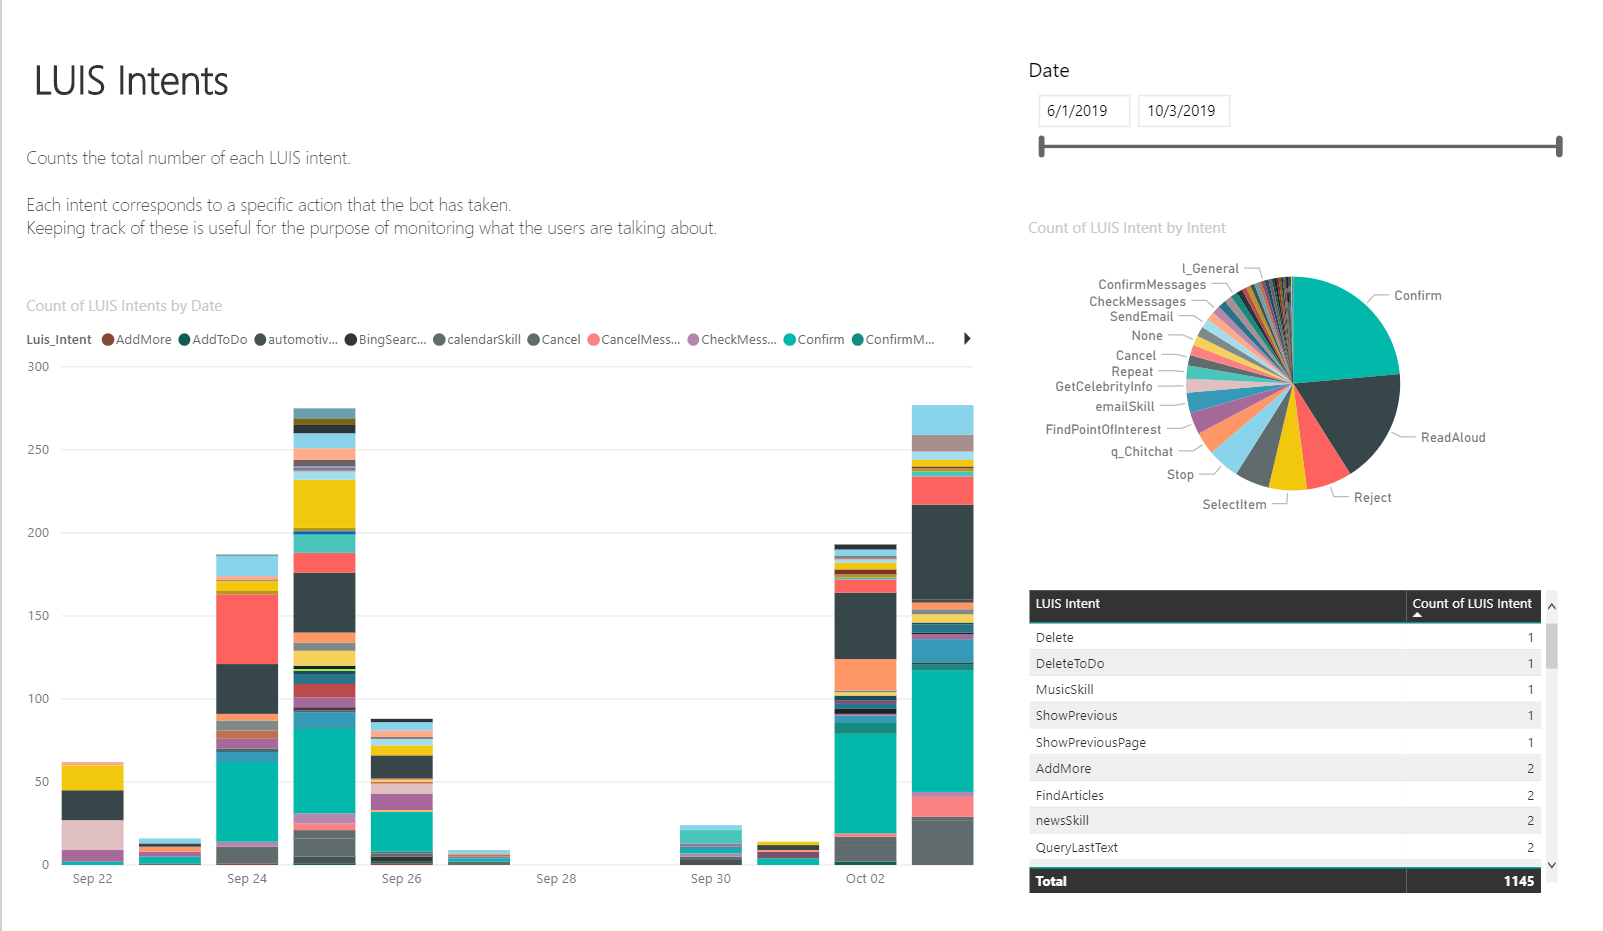 LUIS Intents
Counts the total number of each LUIS intent.
Each intent corresponds to a specific action that the bot has taken.
Keeping track of these is useful for the purpose of monitoring what the users are talking about.
Date
6/1/2019 10/3/2019
Count of LUIS Intents by Date
Luis_Intent AddMore AddToDo automotiv... BingSearc... calendarSkill Cancel CancelMess... CheckMess... Confirm ConfirmM...
300
250
200
150
100
50
0
Sep 22 Sep 24 Sep 26 Sep 28 Sep 30 Oct 02
Count of LUIS Intent by Intent
l_General
ConfirmMessages
CheckMessages
SendEmail
None
Cancel
Repeat
GetCelebrityInfo
emailSkill
FindPointOfInterest
q_Chitchat
Stop
SelectItem
Reject
ReadAloud
Confirm
LUIS Intent Count of LUIS Intent
Delete 1
DeleteToDo 1
MusicSkill 1
ShowPrevious 1
ShowPreviousPage 1
AddMore 2
FindArticles 2
newsSkill 2
QueryLastText 2
Total 1145